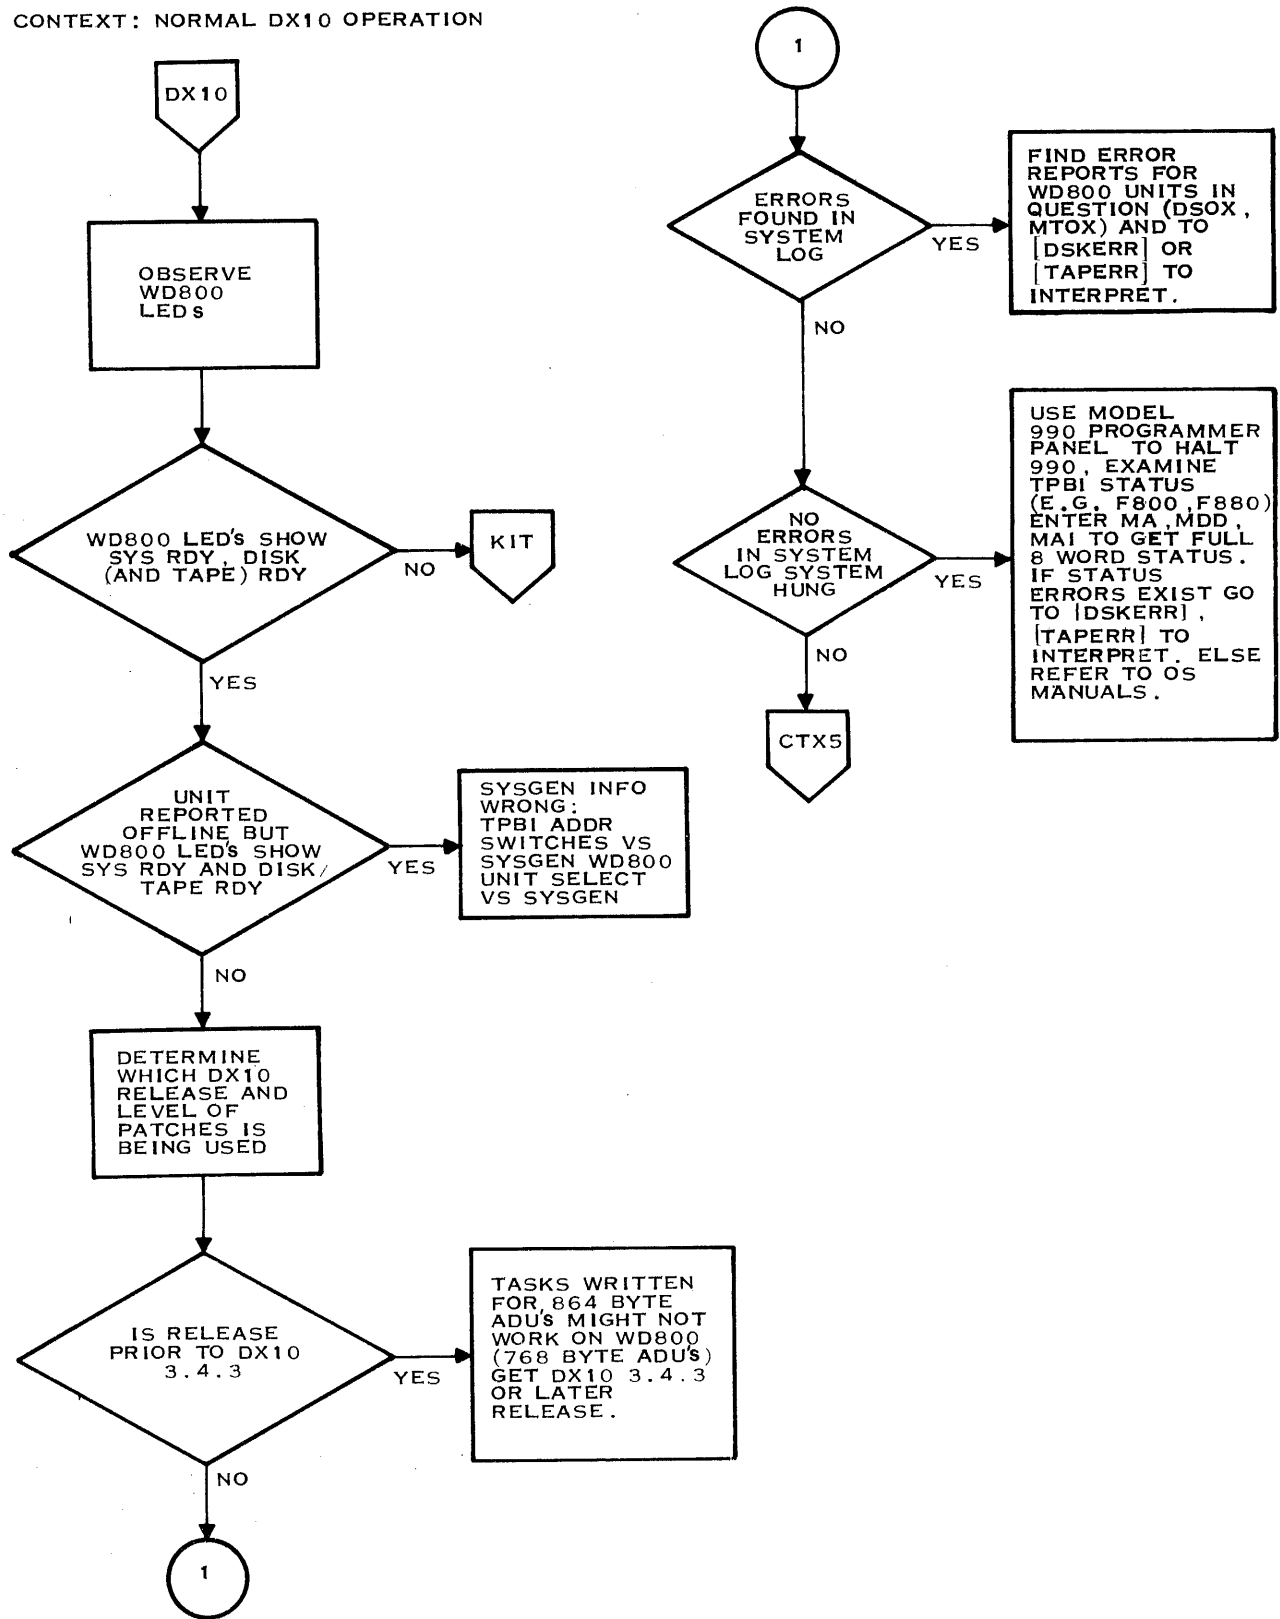 CONTEXT: NORMAL DX10 OPERATION
DX10
OBSERVE
WD800
LEDs
WD800 LED's SHOW
SYS RDY, DISK
(AND TAPE) RDY
NO
KIT
YES
UNIT
REPORTED
OFFLINE BUT
WD800 LED's SHOW
SYS RDY AND DISK/
TAPE RDY
YES
SYSGEN INFO
WRONG:
TPBI ADDR
SWITCHES VS
SYSGEN WD800
UNIT SELECT
VS SYSGEN
NO
DETERMINE
WHICH DX10
RELEASE AND
LEVEL OF
PATCHES IS
BEING USED
IS RELEASE
PRIOR TO DX10
3.4.3
YES
TASKS WRITTEN
FOR 864 BYTE
ADU's MIGHT NOT
WORK ON WD800
(768 BYTE ADU's)
GET DX10 3.4.3
OR LATER
RELEASE.
NO
1
1
ERRORS
FOUND IN
SYSTEM
LOG
YES
FIND ERROR
REPORTS FOR
WD800 UNITS IN
QUESTION (DSOX,
MTOX) AND TO
[DSKERR] OR
[TAPERR] TO
INTERPRET.
NO
NO
ERRORS
IN SYSTEM
LOG SYSTEM
HUNG
YES
USE MODEL
990 PROGRAMMER
PANEL TO HALT
990, EXAMINE
TPBI STATUS
(E.G. F800,F880)
ENTER MA,MDD,
MAI TO GET FULL
8 WORD STATUS.
IF STATUS
ERRORS EXIST GO
TO [DSKERR],
[TAPERR] TO
INTERPRET. ELSE
REFER TO OS
MANUALS.
NO
CTX5